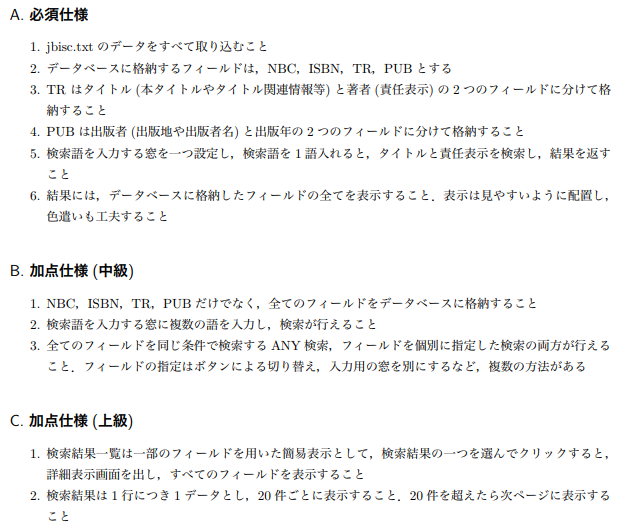 A. 必須仕様
1. jbisc.txt のデータをすべて取り込むこと
2. データベースに格納するフィールドは，NBC，ISBN，TR，PUB とする
3. TR はタイトル (本タイトルやタイトル関連情報等) と著者 (責任表示) の 2 つのフィールドに分けて格
納すること
4. PUB は出版者 (出版地や出版者名) と出版年の 2 つのフィールドに分けて格納すること
5. 検索語を入力する窓を一つ設定し，検索語を 1 語入れると，タイトルと責任表示を検索し，結果を返す
こと
6. 結果には，データベースに格納したフィールドの全てを表示すること．表示は見やすいように配置し，
色遣いも工夫すること
B. 加点仕様 (中級)
1. NBC，ISBN，TR，PUB だけでなく，全てのフィールドをデータベースに格納すること
2. 検索語を入力する窓に複数の語を入力し，検索が行えること
3. 全てのフィールドを同じ条件で検索する ANY 検索，フィールドを個別に指定した検索の両方が行える
こと．フィールドの指定はボタンによる切り替え，入力用の窓を別にするなど，複数の方法がある
C. 加点仕様 (上級)
1. 検索結果一覧は一部のフィールドを用いた簡易表示として，検索結果の一つを選んでクリックすると，
詳細表示画面を出し，すべてのフィールドを表示すること
2. 検索結果は 1 行につき 1 データとし，20 件ごとに表示すること．20 件を超えたら次ページに表示する
こと